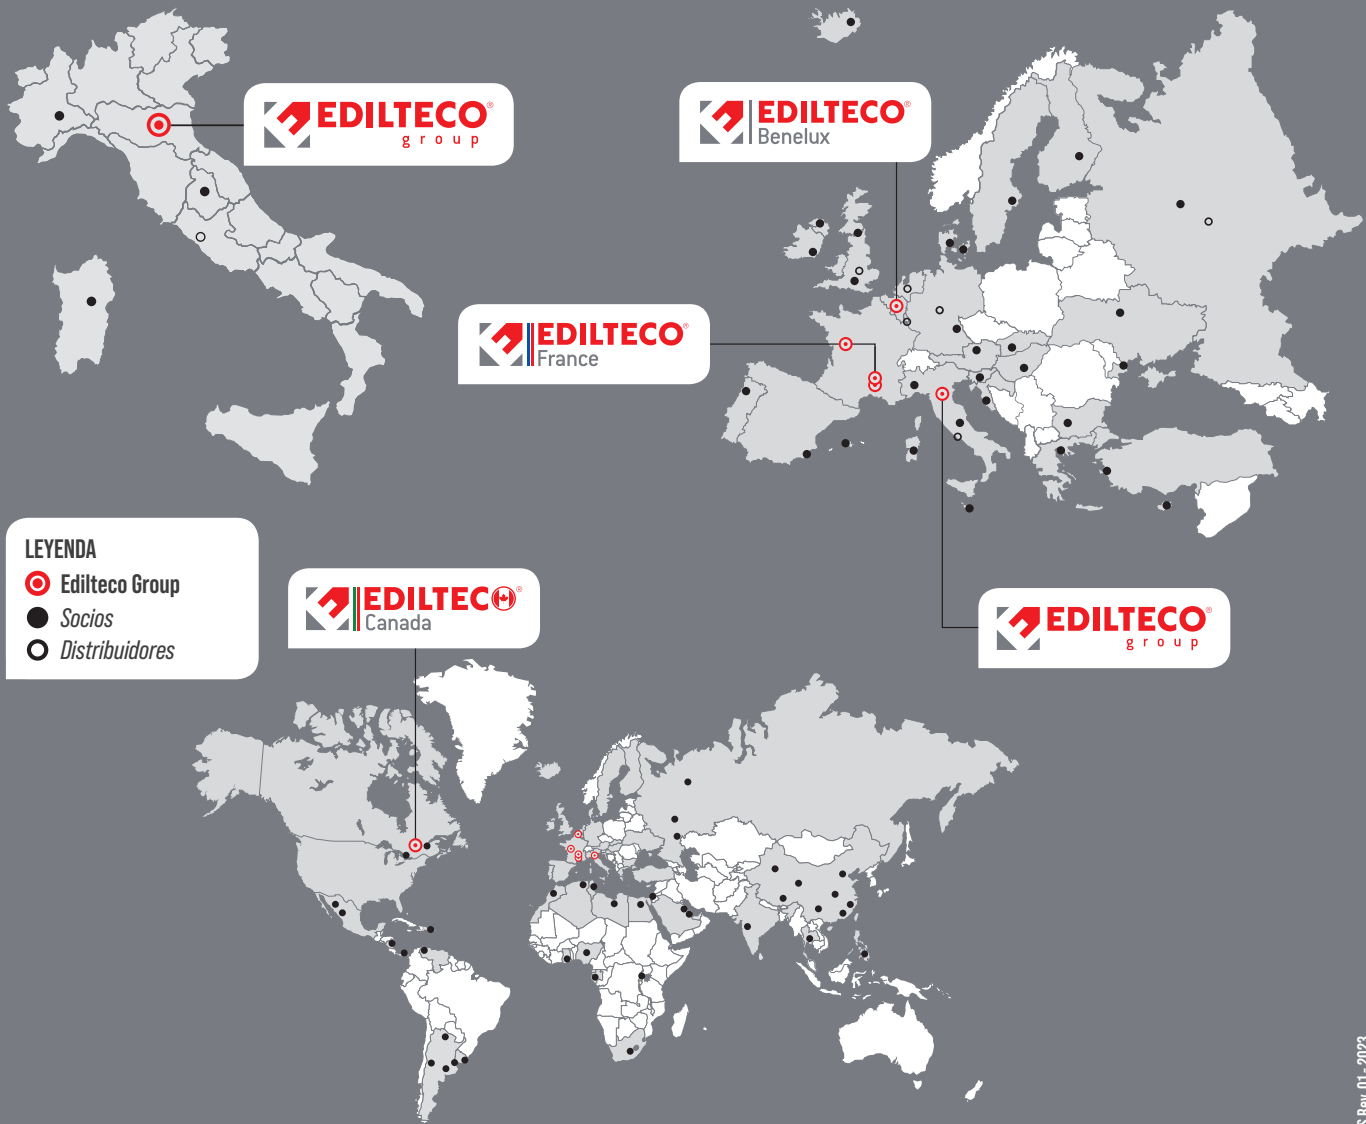 EDILTECO®
group
EDILTECO®
Benelux
EDILTECO®
France
LEYENDA
Edilteco Group
Socios
Distribuidores
EDILTECO®
Canada
EDILTECO®
group
S Rev. 01 - 2023